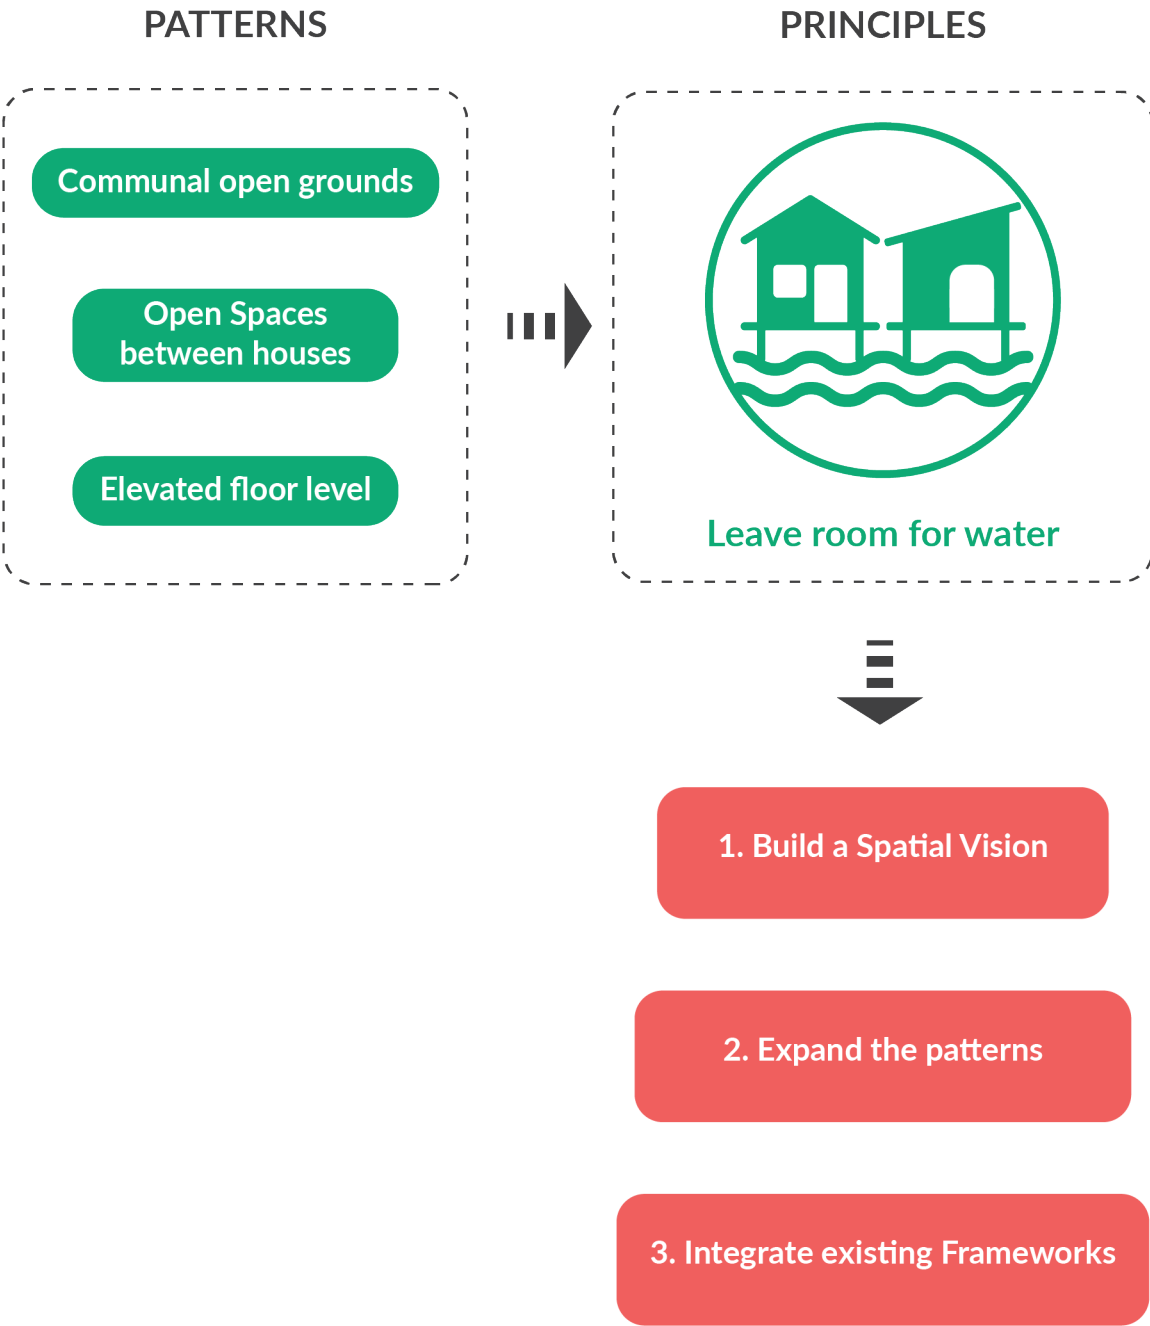 PATTERNS
PRINCIPLES
Communal open grounds
Open Spaces
between houses
Elevated floor level
Leave room for water
1. Build a Spatial Vision
2. Expand the patterns
3. Integrate existing Frameworks